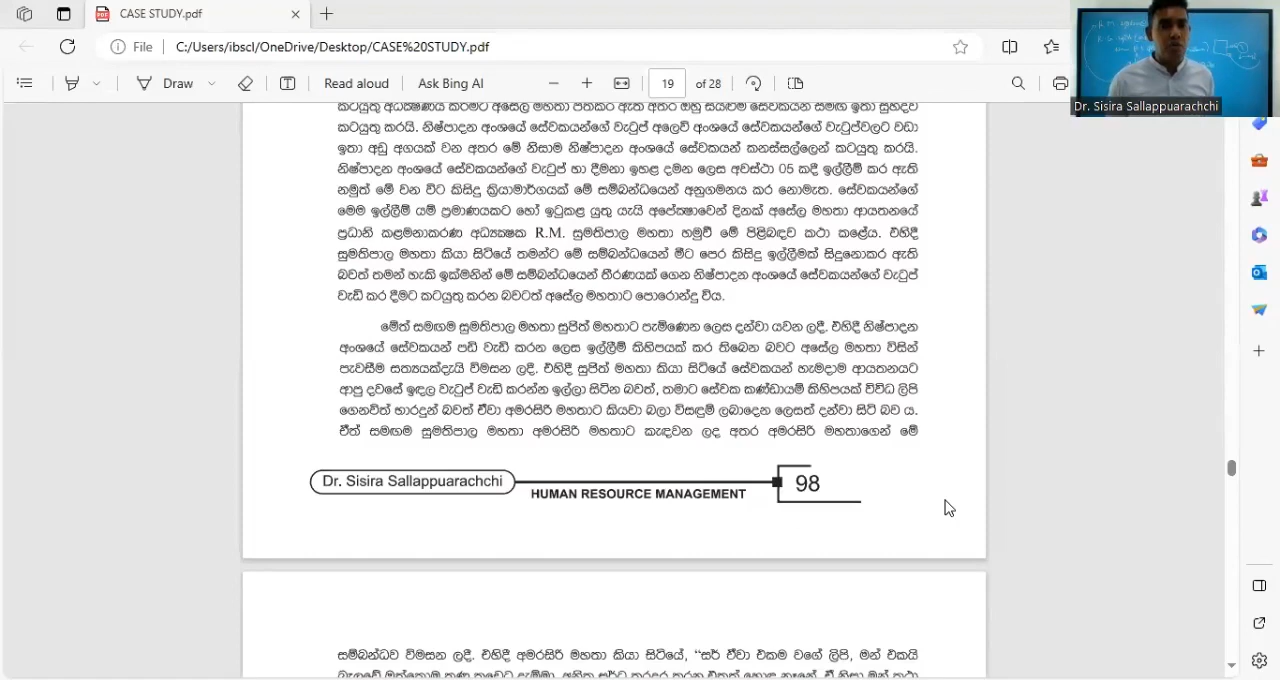 CASE STUDY.pdf
File
C:/Users/ibscl/OneDrive/Desktop/CASE%20STUDY.pdf
Draw
Read aloud
Ask Bing AI
19
of 28
Dr. Sisira Sallappuarachchi
කටයුතු අධීක්ෂණය කිරීමට අසේල මහතා පත්කර ඇති අතර ඔහු සියළුම සේවකයන් සමඟ ඉතා සුහදව
කටයුතු කරයි. නිෂ්පාදන අංශයේ සේවකයන්ගේ වැටුප් අලෙවි අංශයේ සේවකයන්ගේ වැටුප්වලට වඩා
ඉතා අඩු අගයක් වන අතර මේ නිසාම නිෂ්පාදන අංශයේ සේවකයන් කනස්සල්ලෙන් කටයුතු කරයි.
නිෂ්පාදන අංශයේ සේවකයන්ගේ වැටුප් හා දීමනා ඉහළ දමන ලෙස අවස්ථා 05 කදී ඉල්ලීම් කර ඇති
නමුත් මේ වන විට කිසිදු ක්‍රියාමාර්ගයක් මේ සම්බන්ධයෙන් අනුගමනය කර නොමැත. සේවකයන්ගේ
මෙම ඉල්ලීම් යම් ප්‍රමාණයකට හෝ ඉටුකළ යුතු යැයි අපේක්ෂාවෙන් දිනක් අසේල මහතා ආයතනයේ
ප්‍රධානි කළමනාකරණ අධ්‍යක්ෂක R.M. සුමතිපාල මහතා හමුවී මේ පිළිබඳව කථා කළේය. එහිදී
සුමතිපාල මහතා කියා සිටියේ තමන්ට මේ සම්බන්ධයෙන් මීට පෙර කිසිදු ඉල්ලීමක් සිදුනොකර ඇති
බවත් තමන් හැකි ඉක්මනින් මේ සම්බන්ධයෙන් තීරණයක් ගෙන නිෂ්පාදන අංශයේ සේවකයන්ගේ වැටුප්
වැඩි කර දීමට කටයුතු කරන බවටත් අසේල මහතාට පොරොන්දු විය.
මේත් සමඟම සුමතිපාල මහතා සුජිත් මහතාට පැමිණෙන ලෙස දන්වා යවන ලදී. එහිදී නිෂ්පාදන
අංශයේ සේවකයන් පඩි වැඩි කරන ලෙස ඉල්ලීම් කිහිපයක් කර තිබෙන බවට අසේල මහතා විසින්
පැවසීම සත්‍යයක්දැයි විමසන ලදී. එහිදී සුජිත් මහතා කියා සිටියේ සේවකයන් හැමදාම ආයතනයට
ආපු දවසේ ඉඳල වැටුප් වැඩි කරන්න ඉල්ලා සිටින බවත්, තමාට සේවක කණ්ඩායම් කිහිපයක් විවිධ ලිපි
ගෙනවිත් භාරදුන් බවත් ඒවා අමරසිරි මහතාට කියවා බලා විසඳුම් ලබාදෙන ලෙසත් දන්වා සිටි බව ය.
ඒත් සමඟම සුමතිපාල මහතා අමරසිරි මහතාට කැඳවන ලද අතර අමරසිරි මහතාගෙන් මේ
Dr. Sisira Sallappuarachchi
HUMAN RESOURCE MANAGEMENT
98
සම්බන්ධව විමසන ලදී. එහිදී අමරසිරි මහතා කියා සිටියේ, “සර් ඒවා එකම වගේ ලිපි, මන් එකයි